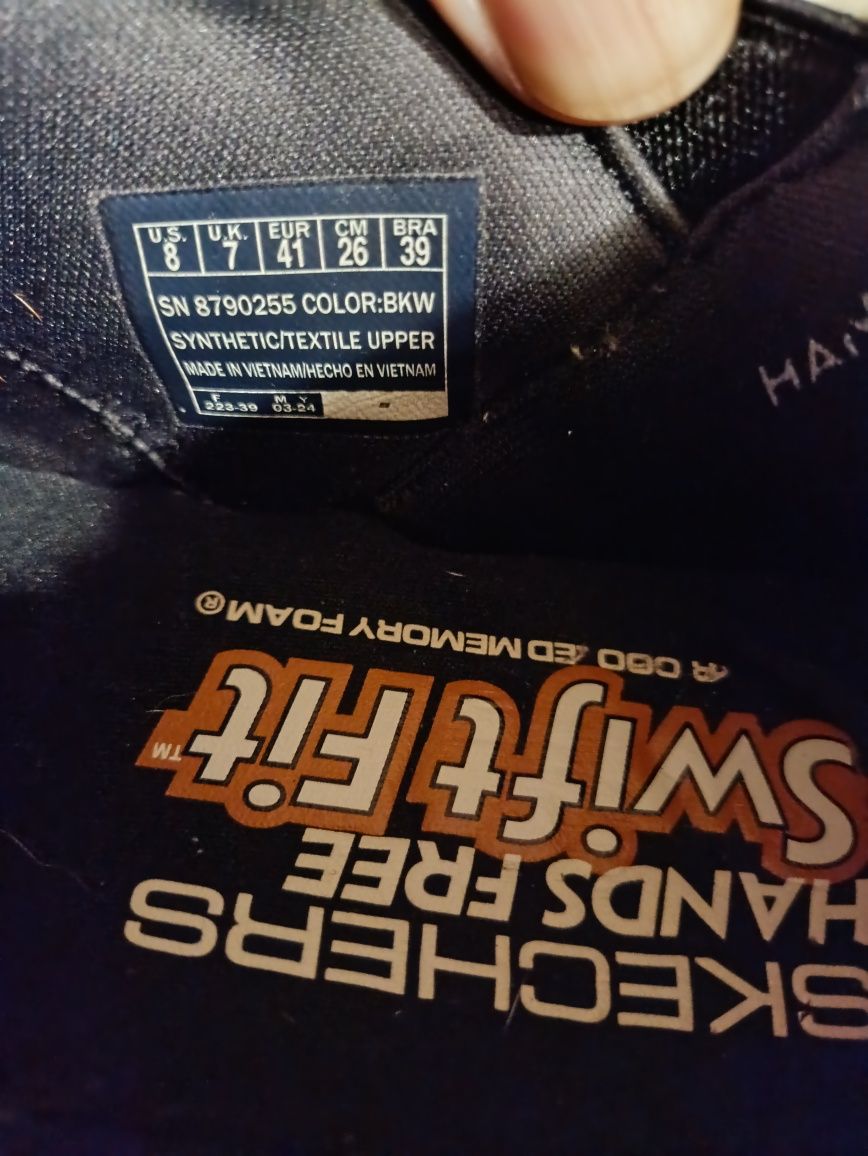 U.S. U.K. EUR CM BRA
8 7 41 26 39
SN 8790255 COLOR:BKW
SYNTHETIC/TEXTILE UPPER
MADE IN VIETNAM/HECHO EN VIETNAM
F M Y
223-39 03-24
SKECHERS
HANDS FREE
Swift Fit™
MEMORY FOAM®